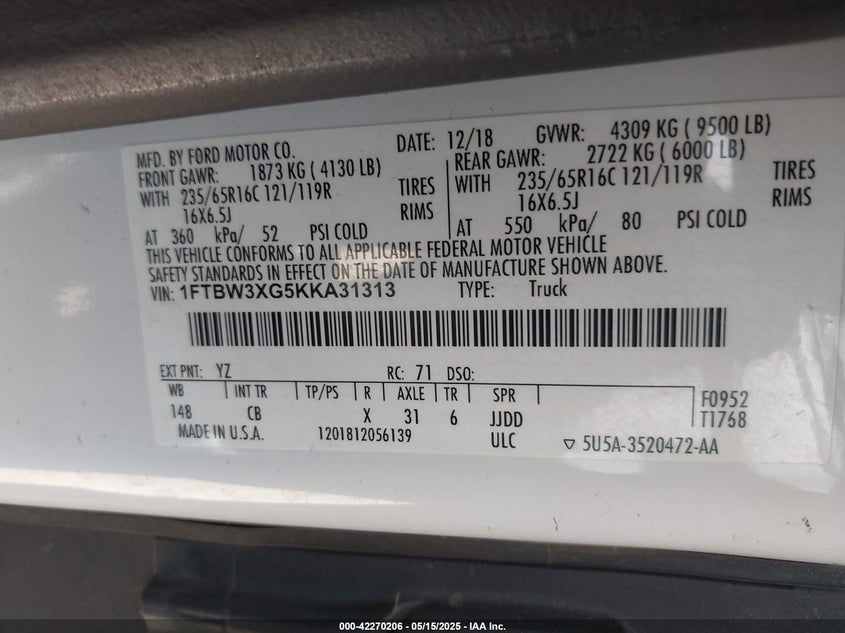 MFD. BY FORD MOTOR CO. DATE: 12/18 GVWR: 4309 KG ( 9500 LB)
FRONT GAWR: 1873 KG ( 4130 LB) REAR GAWR: 2722 KG ( 6000 LB)
WITH 235/65R16C 121/119R TIRES WITH 235/65R16C 121/119R TIRES
16X6.5J RIMS 16X6.5J RIMS
AT 360 kPa/ 52 PSI COLD AT 550 kPa/ 80 PSI COLD
THIS VEHICLE CONFORMS TO ALL APPLICABLE FEDERAL MOTOR VEHICLE
SAFETY STANDARDS IN EFFECT ON THE DATE OF MANUFACTURE SHOWN ABOVE.
VIN: 1FTBW3XG5KKA31313 TYPE: Truck
EXT PNT: YZ RC: 71 DSO:
WB INT TR TP/PS R AXLE TR SPR F0952
148 CB X 31 6 JJDD T1768
MADE IN U.S.A. 1201812056139 ULC ▽ 5U5A-3520472-AA
000-42270206 - 05/15/2025 - IAA Inc.